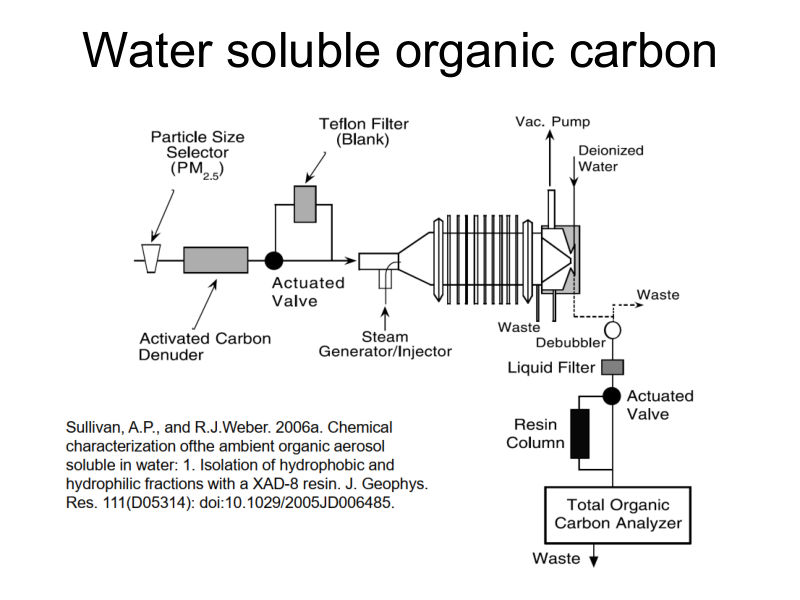 Water soluble organic carbon
Teflon Filter
(Blank)
Particle Size
Selector
(PM2.5)
Vac. Pump
Deionized
Water
Actuated
Valve
Activated Carbon
Denuder
Steam
Generator/Injector
Waste
Waste
Debubbler
Liquid Filter
Actuated
Valve
Resin
Column
Sullivan, A.P., and R.J.Weber. 2006a. Chemical
characterization ofthe ambient organic aerosol
soluble in water: 1. Isolation of hydrophobic and
hydrophilic fractions with a XAD-8 resin. J. Geophys.
Res. 111(D05314): doi:10.1029/2005JD006485.
Total Organic
Carbon Analyzer
Waste